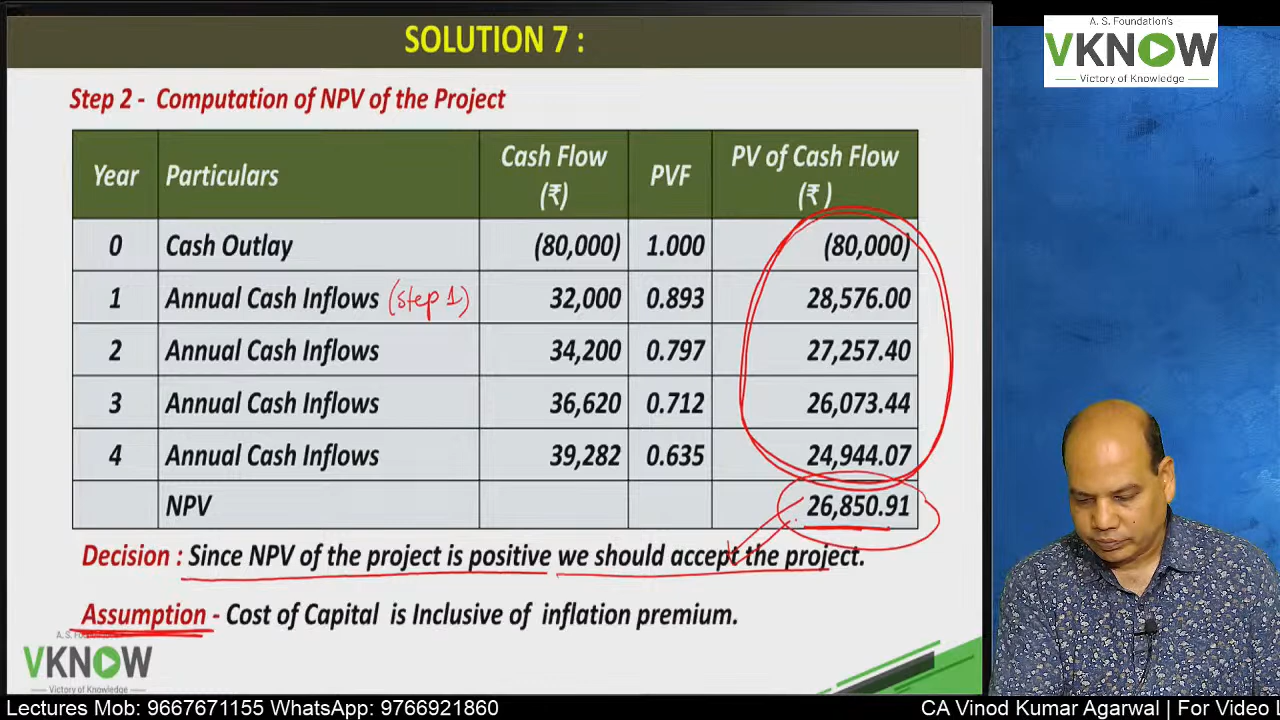 SOLUTION 7 :
A. S. Foundation's
VKNOW
Victory of Knowledge
Step 2 - Computation of NPV of the Project
Year Particulars Cash Flow (₹) PVF PV of Cash Flow (₹ )
0 Cash Outlay (80,000) 1.000 (80,000)
1 Annual Cash Inflows (step 1) 32,000 0.893 28,576.00
2 Annual Cash Inflows 34,200 0.797 27,257.40
3 Annual Cash Inflows 36,620 0.712 26,073.44
4 Annual Cash Inflows 39,282 0.635 24,944.07
NPV 26,850.91
Decision : Since NPV of the project is positive we should accept the project.
Assumption - Cost of Capital is Inclusive of inflation premium.
A. S. Foundation's
VKNOW
Victory of Knowledge
Lectures Mob: 9667671155 WhatsApp: 9766921860 CA Vinod Kumar Agarwal | For Video L